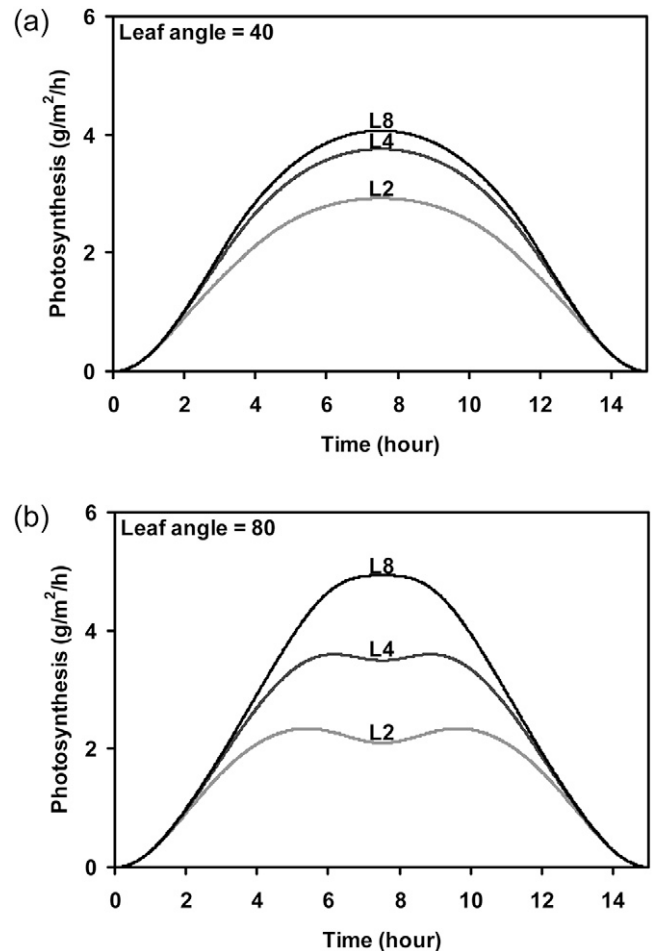 (a)
Leaf angle = 40
Photosynthesis (g/m²/h)
6
4
2
0
L8
L4
L2
0 2 4 6 8 10 12 14
Time (hour)
(b)
Leaf angle = 80
Photosynthesis (g/m²/h)
6
4
2
0
L8
L4
L2
0 2 4 6 8 10 12 14
Time (hour)